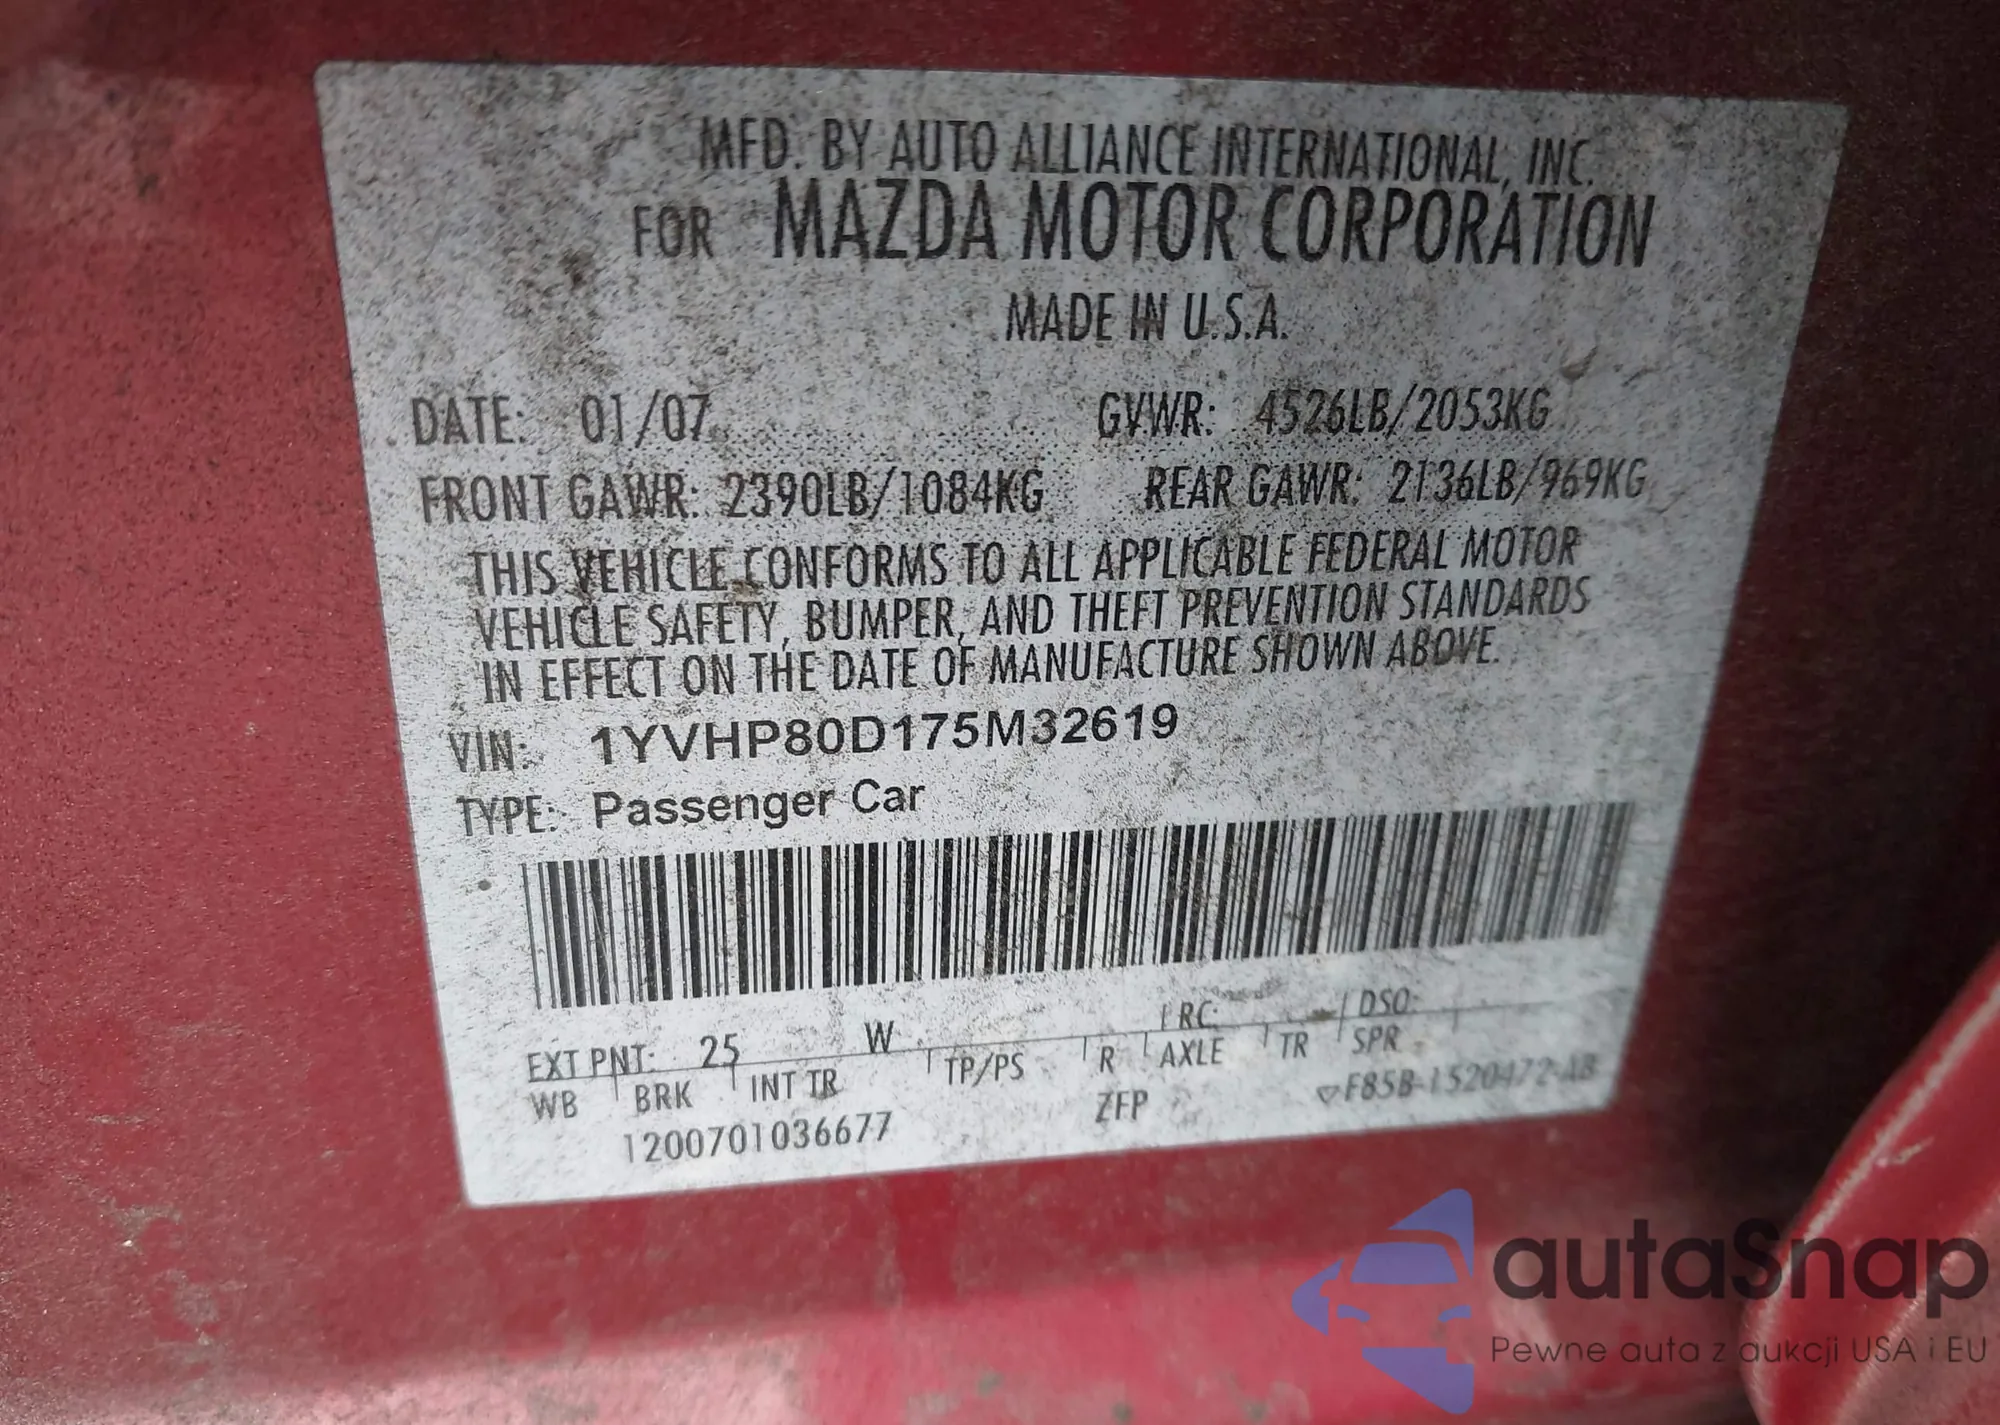 MFD. BY AUTO ALLIANCE INTERNATIONAL, INC.
FOR MAZDA MOTOR CORPORATION
MADE IN U.S.A.
DATE: 01/07 GVWR: 4526LB/2053KG
FRONT GAWR: 2390LB/1084KG REAR GAWR: 2136LB/969KG
THIS VEHICLE CONFORMS TO ALL APPLICABLE FEDERAL MOTOR
VEHICLE SAFETY, BUMPER, AND THEFT PREVENTION STANDARDS
IN EFFECT ON THE DATE OF MANUFACTURE SHOWN ABOVE.
VIN: 1YVHP80D175M32619
TYPE: Passenger Car
EXT PNT: 25 W RC: DSO:
WB BRK INT TR TP/PS R AXLE TR SPR
1200701036677 ZFP F85B-1520472-AB
autaSnap
Pewne auta z aukcji USA i EU